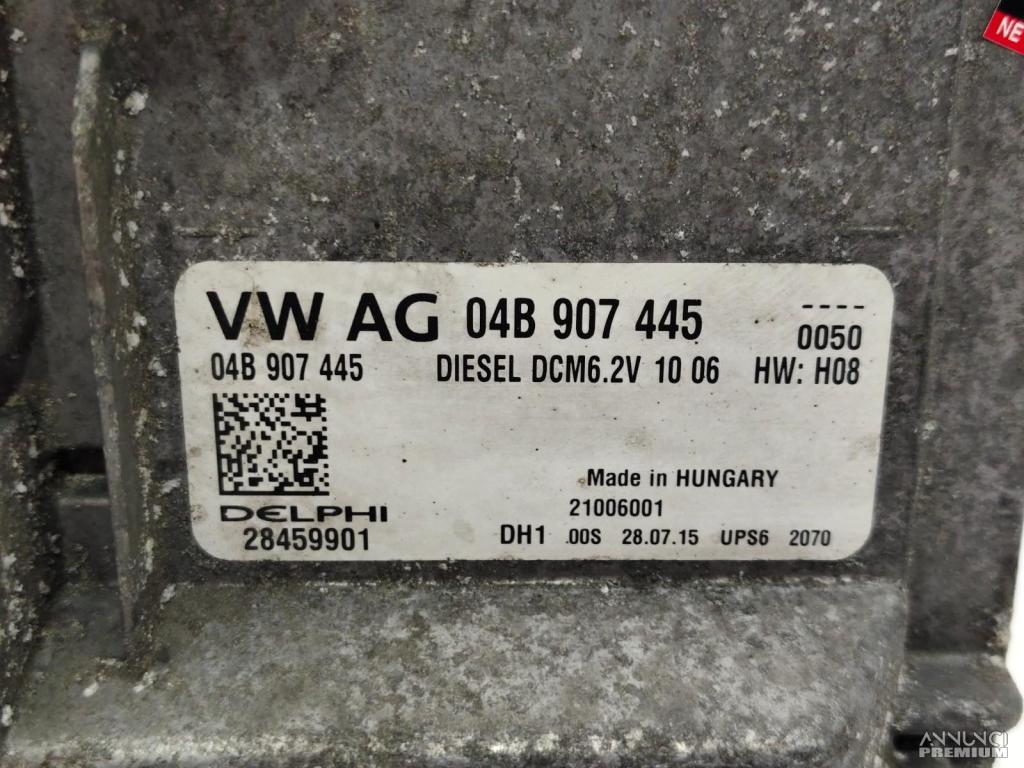 NE
VW AG 04B 907 445 ----
0050
04B 907 445 DIESEL DCM6.2V 10 06 HW: H08
Made in HUNGARY
DELPHI 21006001
28459901 DH1 .00S 28.07.15 UPS6 2070
ANNUNCI
PREMIUM